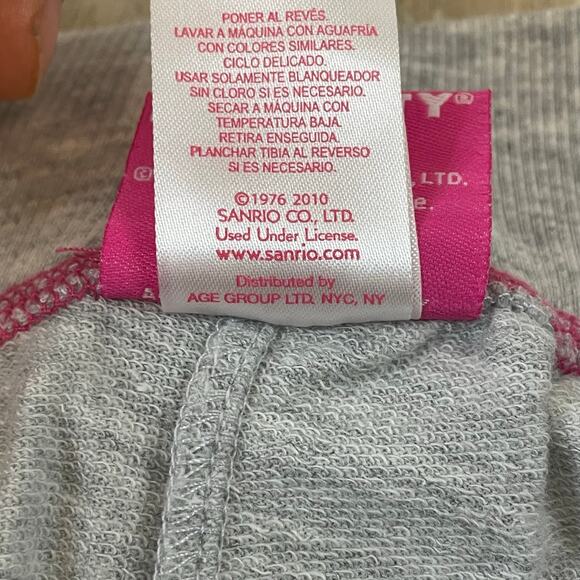 PONER AL REVÉS.
LAVAR A MÁQUINA CON AGUAFRÍA
CON COLORES SIMILARES.
CICLO DELICADO.
USAR SOLAMENTE BLANQUEADOR
SIN CLORO SI ES NECESARIO.
SECAR A MÁQUINA CON
TEMPERATURA BAJA.
RETIRA ENSEGUIDA.
PLANCHAR TIBIA AL REVERSO
SI ES NECESARIO.
©1976 2010
SANRIO CO., LTD.
Used Under License.
www.sanrio.com
Distributed by
AGE GROUP LTD. NYC, NY
TY®
©
, LTD.
e.